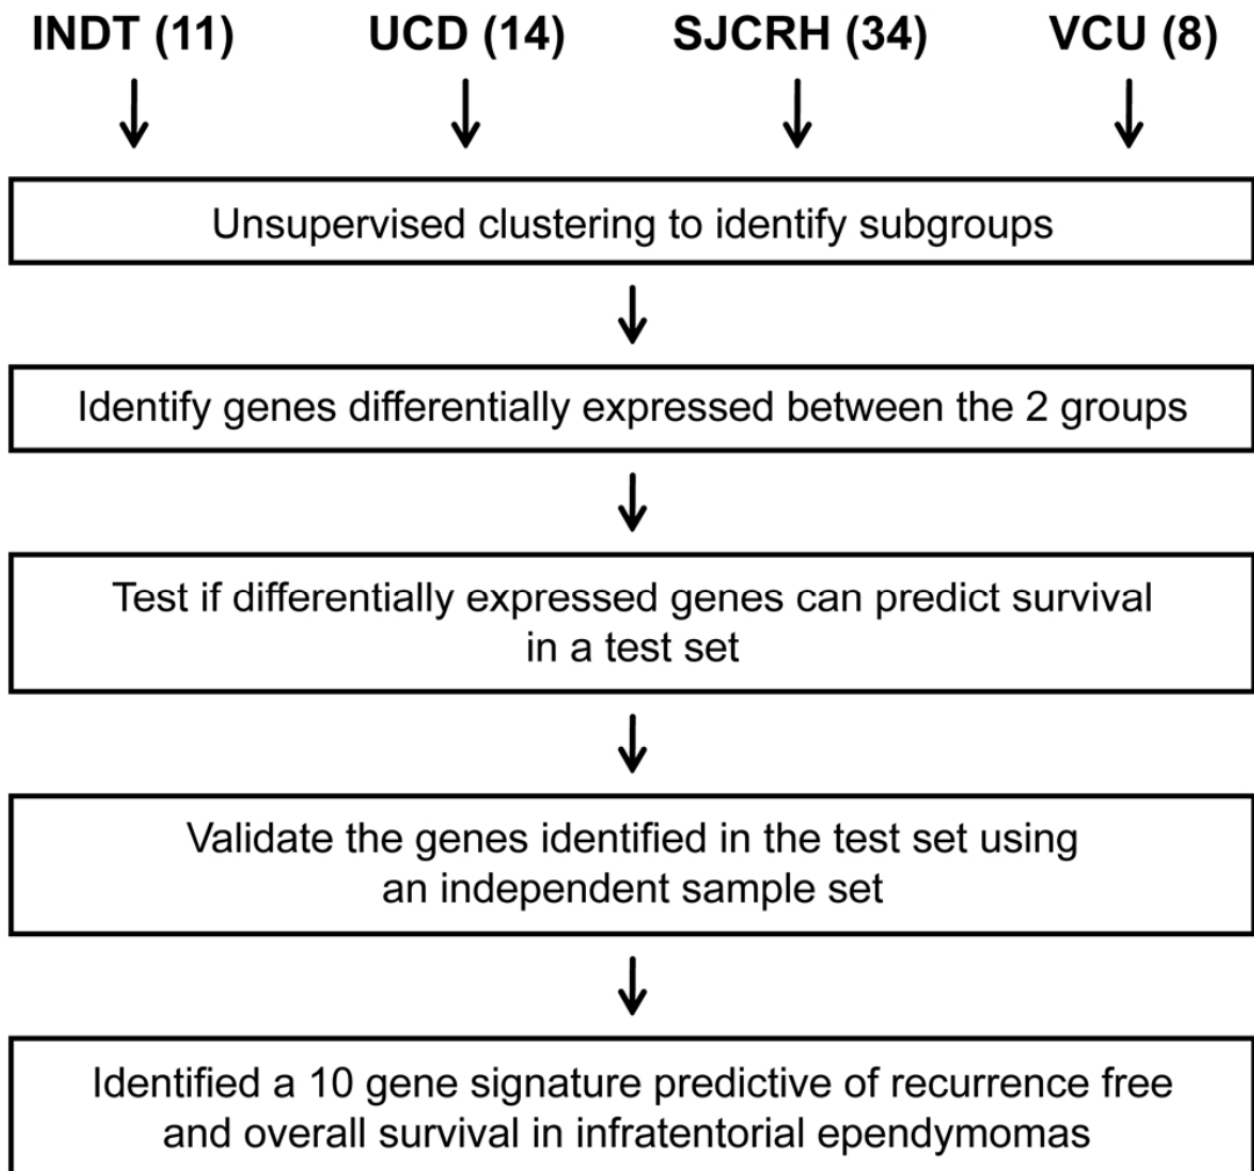 INDT (11) UCD (14) SJCRH (34) VCU (8)
Unsupervised clustering to identify subgroups
Identify genes differentially expressed between the 2 groups
Test if differentially expressed genes can predict survival
in a test set
Validate the genes identified in the test set using
an independent sample set
Identified a 10 gene signature predictive of recurrence free
and overall survival in infratentorial ependymomas